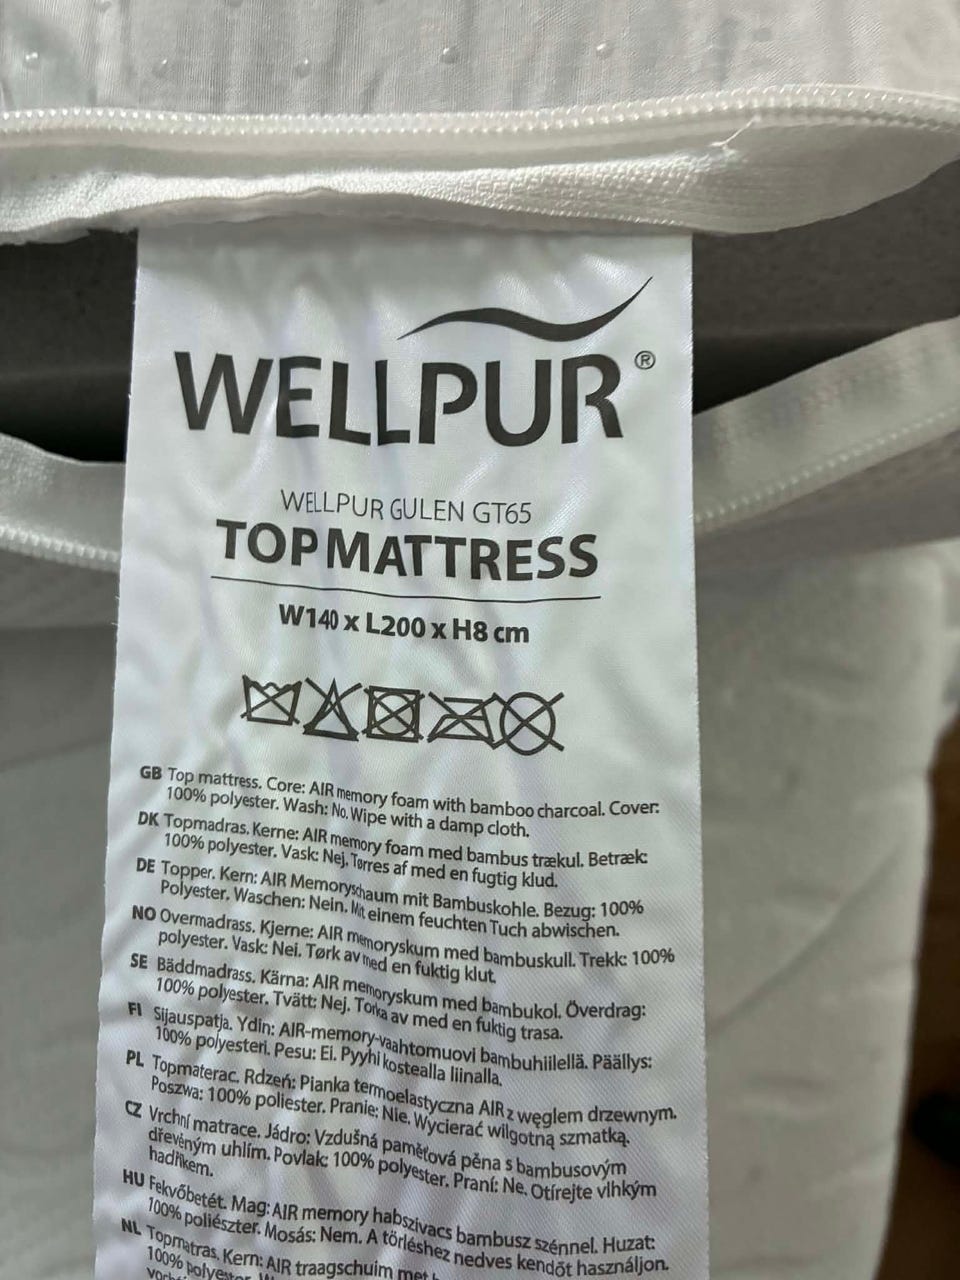 WELLPUR®
WELLPUR GULEN GT65
TOPMATTRESS
W140 x L200 x H8 cm
GB Top mattress. Core: AIR memory foam with bamboo charcoal. Cover:
100% polyester. Wash: No. Wipe with a damp cloth.
DK Topmadras. Kerne: AIR memory foam med bambus trækul. Betræk:
100% polyester. Vask: Nej. Tørres af med en fugtig klud.
DE Topper. Kern: AIR Memoryschaum mit Bambuskohle. Bezug: 100%
Polyester. Waschen: Nein. Mit einem feuchten Tuch abwischen.
NO Overmadrass. Kjerne: AIR memoryskum med bambuskull. Trekk: 100%
polyester. Vask: Nei. Tørk av med en fuktig klut.
SE Bäddmadrass. Kärna: AIR memoryskum med bambukol. Överdrag:
100% polyester. Tvätt: Nej. Torka av med en fuktig trasa.
FI Sijauspatja. Ydin: AIR-memory-vaahtomuovi bambuhiilellä. Päällys:
100% polyesteri. Pesu: Ei. Pyyhi kostealla liinalla.
PL Topmaterac. Rdzeń: Pianka termoelastyczna AIR z węglem drzewnym.
Poszwa: 100% poliester. Pranie: Nie. Wycierać wilgotną szmatką.
CZ Vrchní matrace. Jádro: Vzdušná paměťová pěna s bambusovým
dřevěným uhlím. Povlak: 100% polyester. Praní: Ne. Otírejte vlhkým
hadříkem.
HU Fekvőbetét. Mag: AIR memory habszivacs bambusz szénnel. Huzat:
100% poliészter. Mosás: Nem. A törléshez nedves kendőt használjon.
NL Topmatras. Kern: AIR traagschuim met
100% polyester.